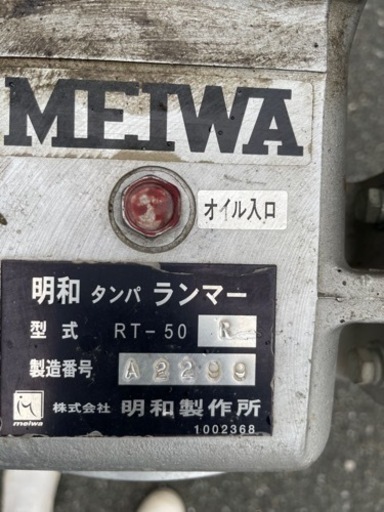 MEIWA
オイル入口
明和 タンパ ランマー
型式 RT-50 R
製造番号 A2299
meiwa 株式会社 明和製作所
1002368